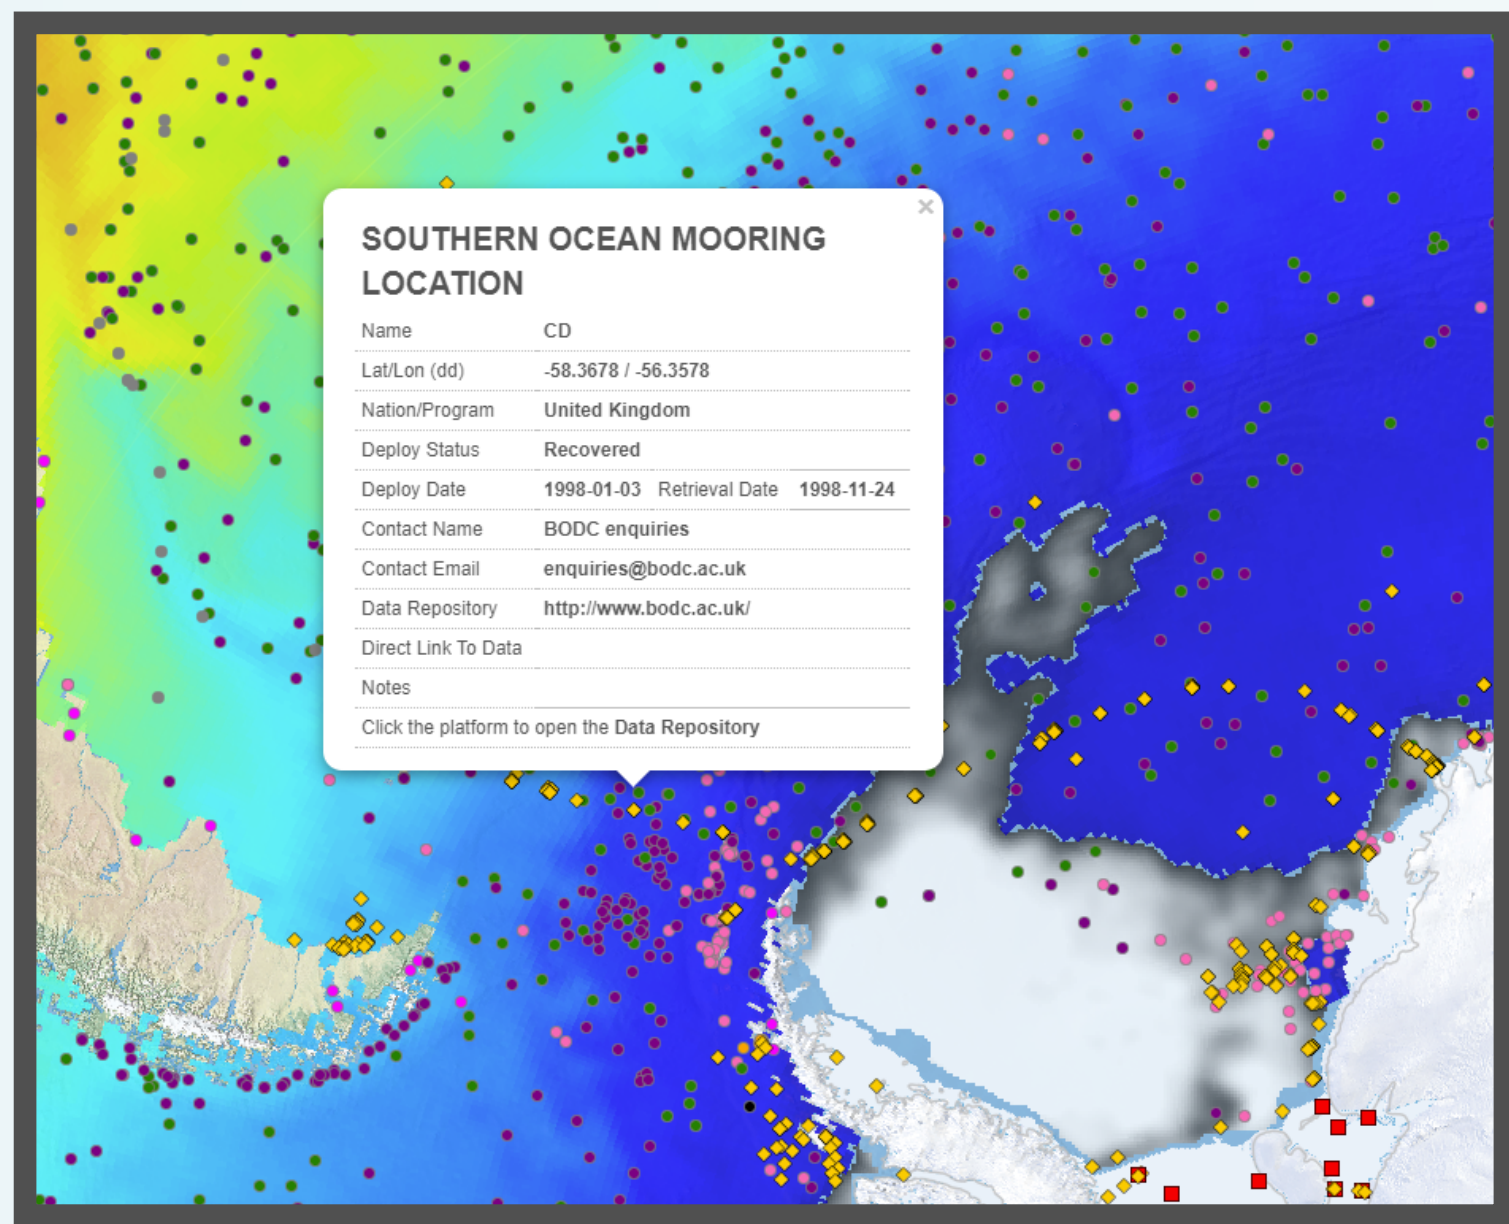 ×
SOUTHERN OCEAN MOORING
LOCATION
Name CD
Lat/Lon (dd) -58.3678 / -56.3578
Nation/Program United Kingdom
Deploy Status Recovered
Deploy Date 1998-01-03 Retrieval Date 1998-11-24
Contact Name BODC enquiries
Contact Email enquiries@bodc.ac.uk
Data Repository http://www.bodc.ac.uk/
Direct Link To Data
Notes
Click the platform to open the Data Repository